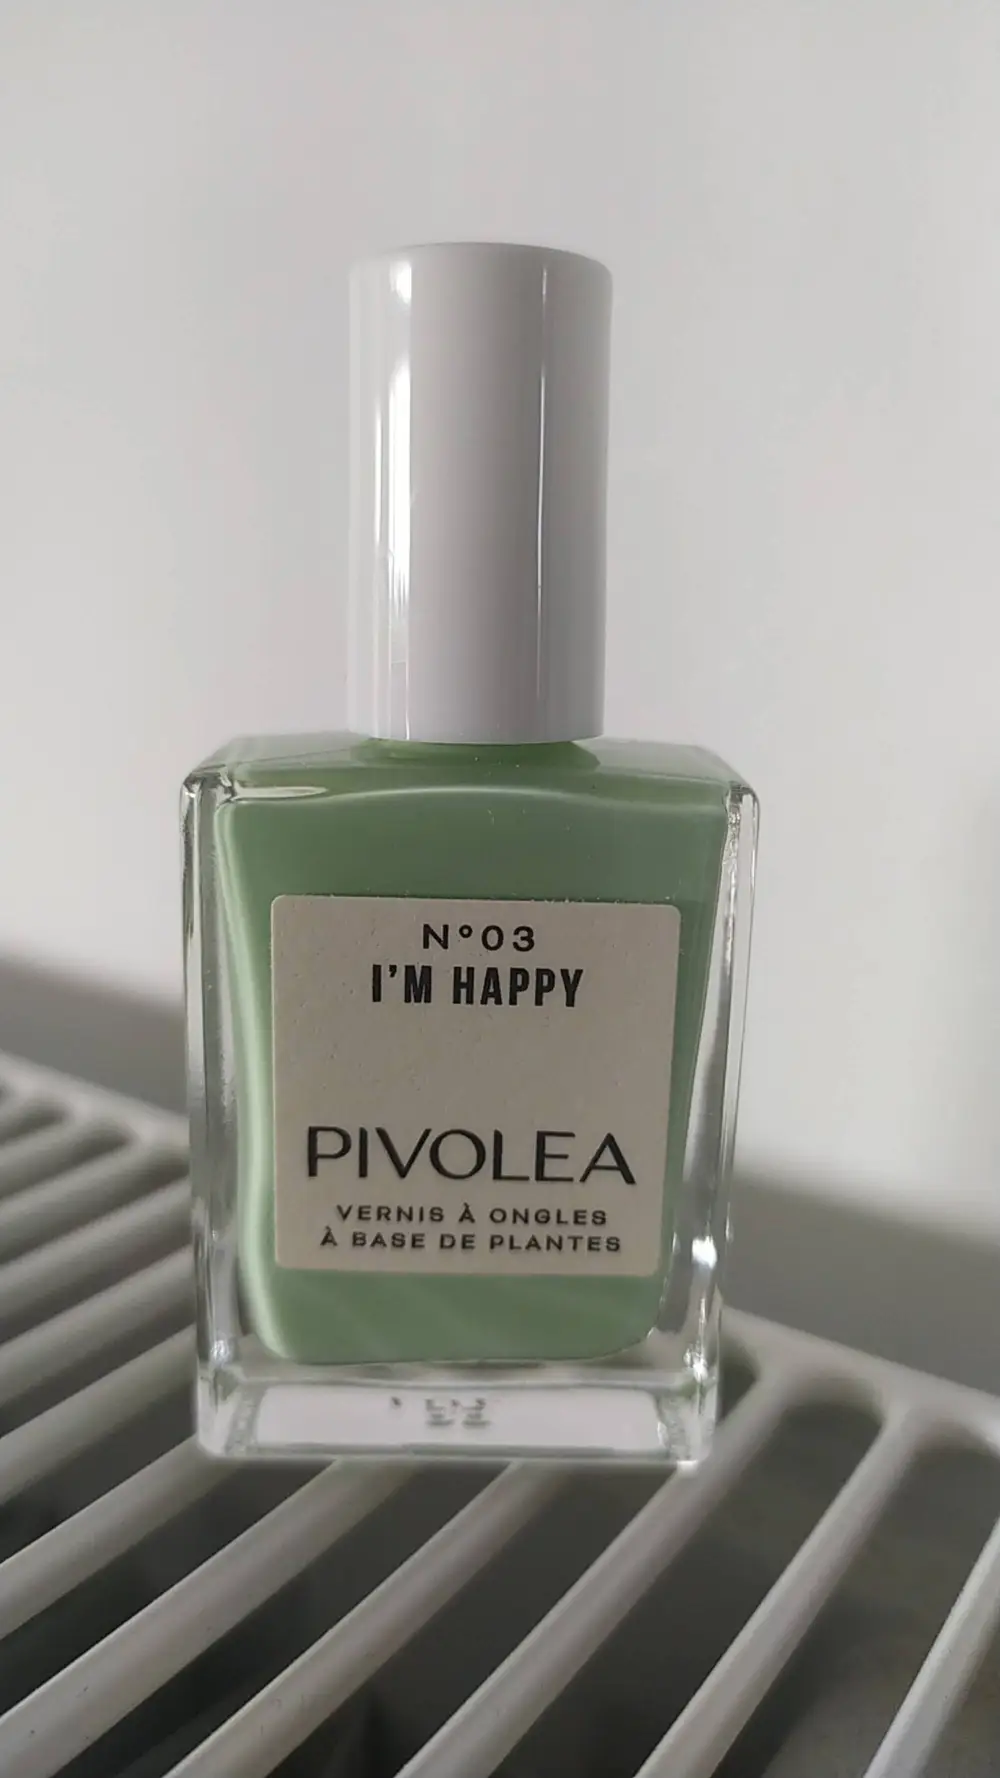 N°03
I'M HAPPY
PIVOLEA
VERNIS À ONGLES
À BASE DE PLANTES